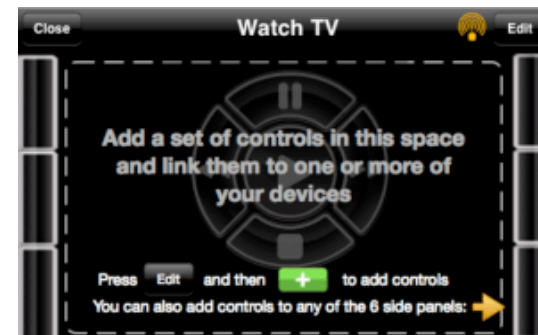 Close Watch TV Edit
Add a set of controls in this space
and link them to one or more of
your devices
Press Edit and then + to add controls
You can also add controls to any of the 6 side panels: